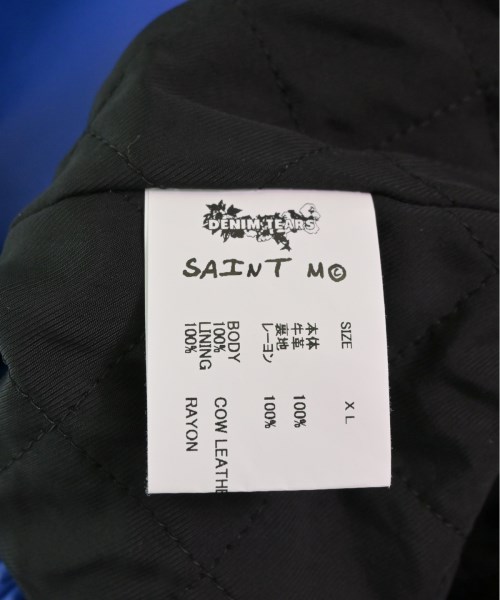 DENIM TEARS
SAINT M©
SIZE XL
本体
牛革 100%
裏地
レーヨン 100%
BODY
100% COW LEATHE
LINING
100% RAYON